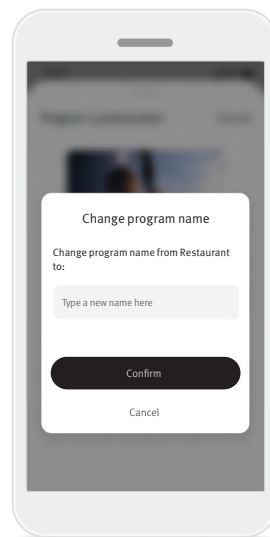 Change program name
Change program name from Restaurant
to:
Type a new name here
Confirm
Cancel